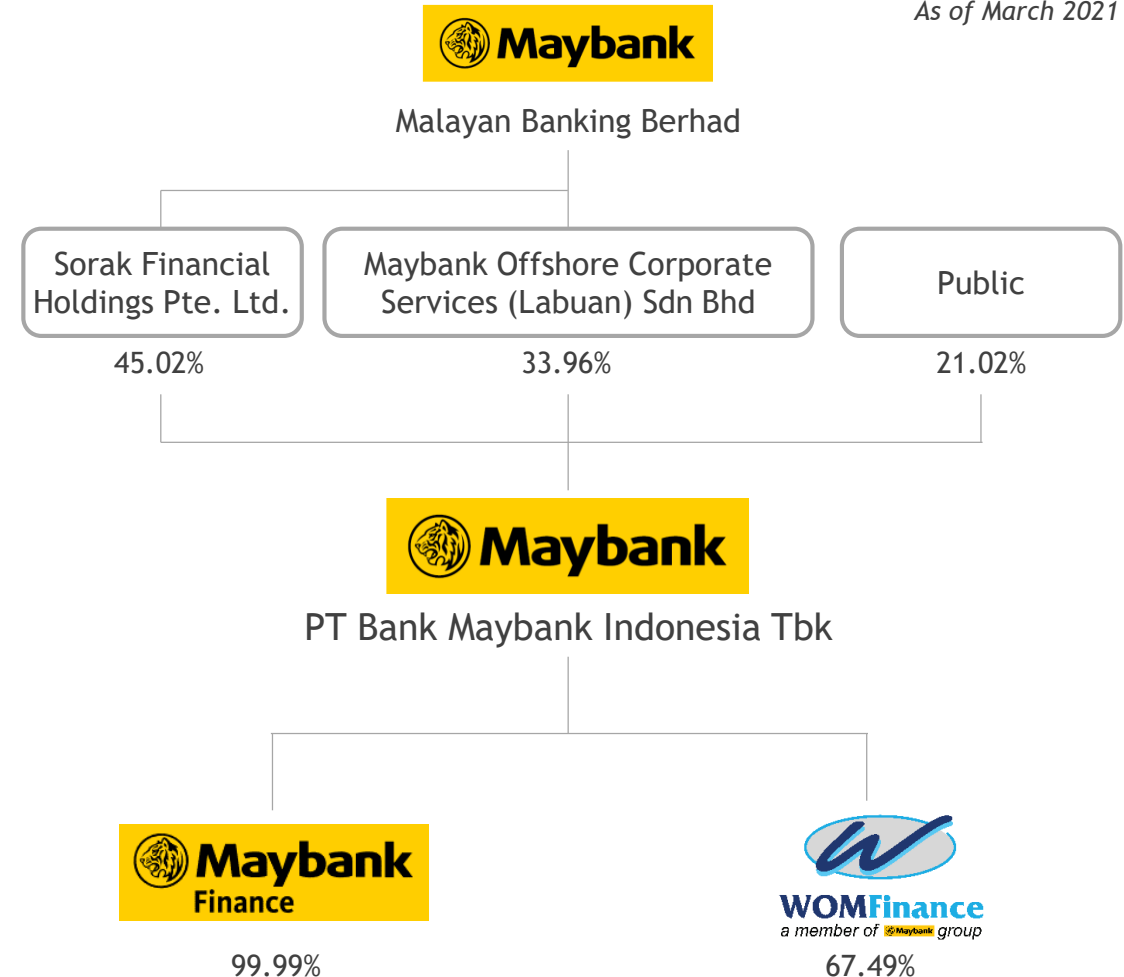 As of March 2021
Maybank
Malayan Banking Berhad
Sorak Financial
Holdings Pte. Ltd.
Maybank Offshore Corporate
Services (Labuan) Sdn Bhd
Public
45.02%
33.96%
21.02%
Maybank
PT Bank Maybank Indonesia Tbk
Maybank
Finance
WOMFinance
a member of Maybank group
99.99%
67.49%